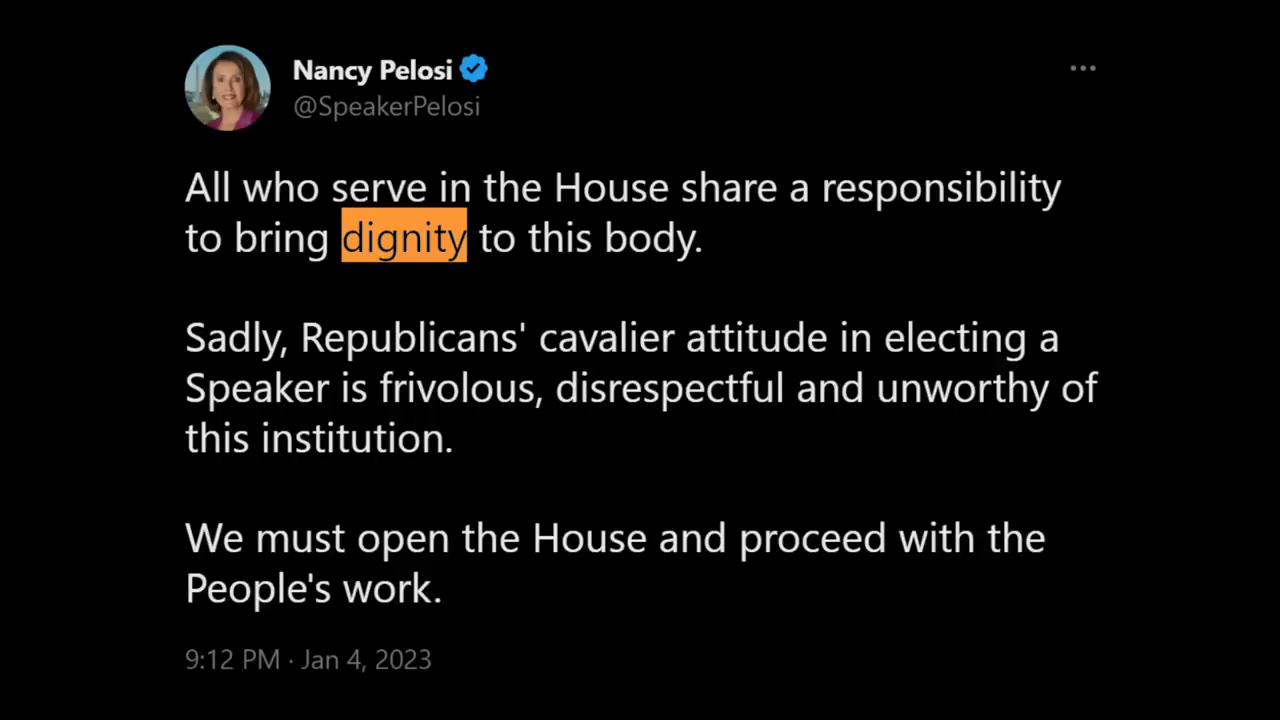 Nancy Pelosi
@SpeakerPelosi
All who serve in the House share a responsibility
to bring dignity to this body.
Sadly, Republicans' cavalier attitude in electing a
Speaker is frivolous, disrespectful and unworthy of
this institution.
We must open the House and proceed with the
People's work.
9:12 PM · Jan 4, 2023